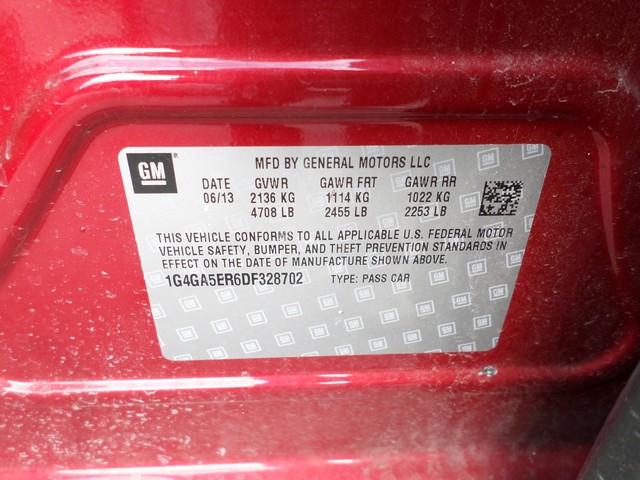 GM MFD BY GENERAL MOTORS LLC
DATE GVWR GAWR FRT GAWR RR
06/13 2136 KG 1114 KG 1022 KG
4708 LB 2455 LB 2253 LB
THIS VEHICLE CONFORMS TO ALL APPLICABLE U.S. FEDERAL MOTOR
VEHICLE SAFETY, BUMPER, AND THEFT PREVENTION STANDARDS IN
EFFECT ON THE DATE OF MANUFACTURE SHOWN ABOVE.
1G4GA5ER6DF328702 TYPE: PASS CAR